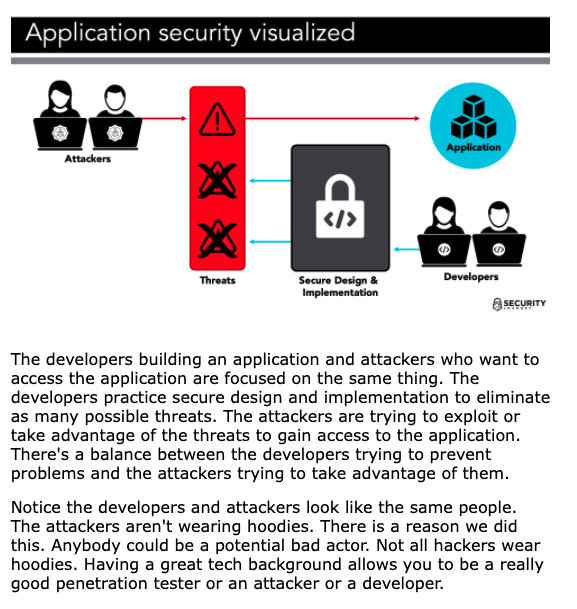 Application security visualized
Attackers
Application
</>
Threats
Secure Design &
Implementation
Developers
SECURITY
JOURNEY
The developers building an application and attackers who want to
access the application are focused on the same thing. The
developers practice secure design and implementation to eliminate
as many possible threats. The attackers are trying to exploit or
take advantage of the threats to gain access to the application.
There's a balance between the developers trying to prevent
problems and the attackers trying to take advantage of them.
Notice the developers and attackers look like the same people.
The attackers aren't wearing hoodies. There is a reason we did
this. Anybody could be a potential bad actor. Not all hackers wear
hoodies. Having a great tech background allows you to be a really
good penetration tester or an attacker or a developer.